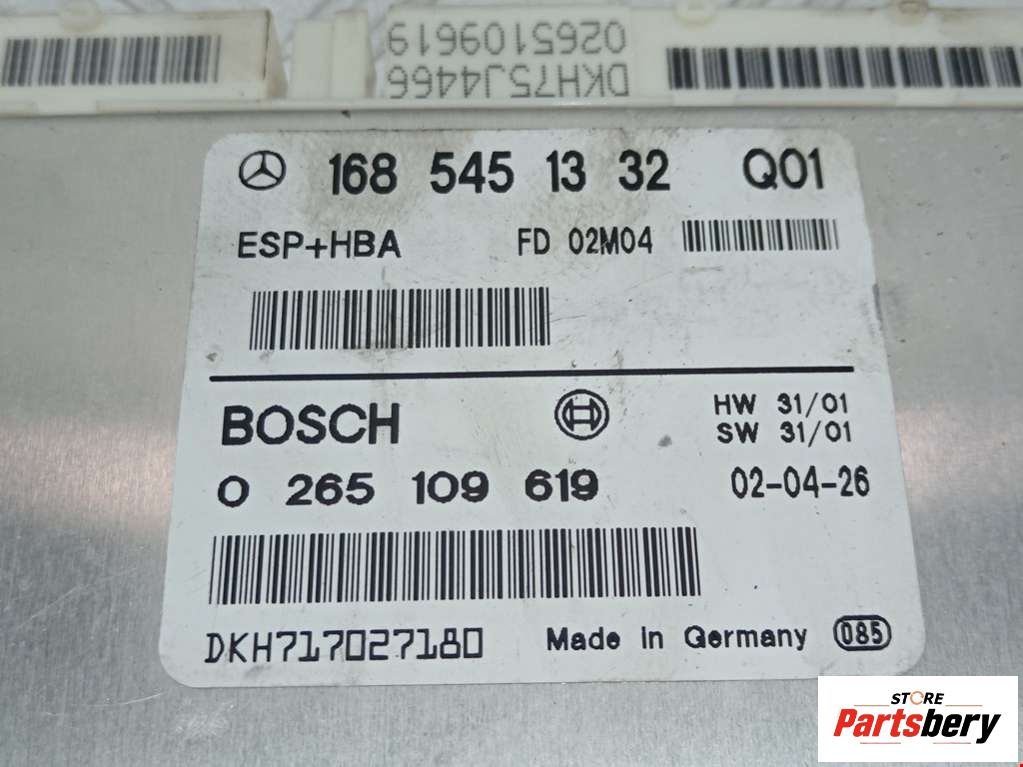 DKH75J4466
0265109619
168 545 13 32 Q01
ESP+HBA FD 02M04
BOSCH
HW 31/01
SW 31/01
0 265 109 619 02-04-26
DKH717027180 Made in Germany 085
STORE
Partsbery